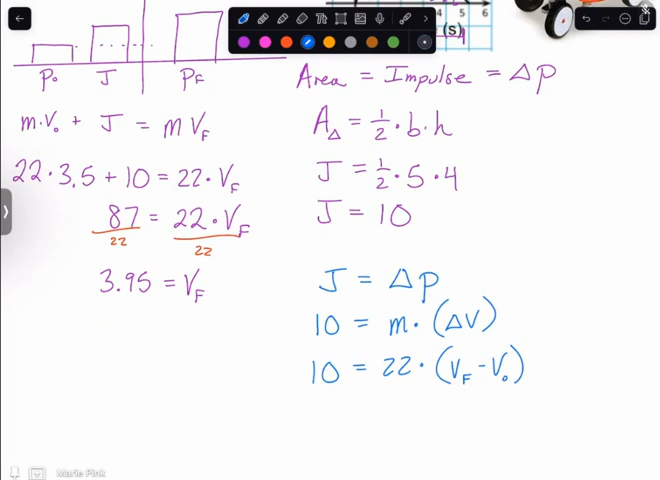 4 5 6
(S)
Tt
P₀ J P_F
Area = Impulse = Δp
m·V₀ + J = m V_F
A_Δ = 1/2 · b · h
22 · 3.5 + 10 = 22 · V_F
J = 1/2 · 5 · 4
87 = 22 · V_F
22 22
J = 10
3.95 = V_F
J = Δp
10 = m · (ΔV)
10 = 22 · (V_F - V₀)
Marie Pink